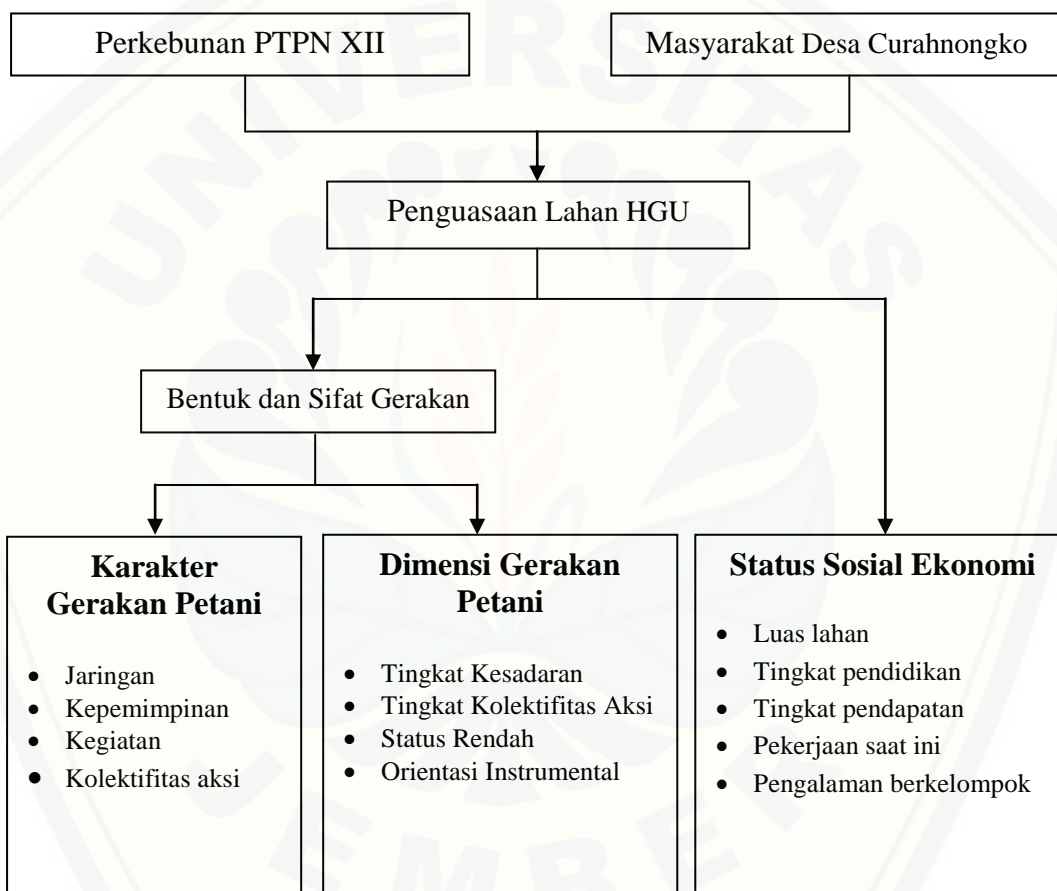 Perkebunan PTPN XII
Masyarakat Desa Curahnongko
Penguasaan Lahan HGU
Bentuk dan Sifat Gerakan
Karakter
Gerakan Petani
• Jaringan
• Kepemimpinan
• Kegiatan
• Kolektifitas aksi
Dimensi Gerakan
Petani
• Tingkat Kesadaran
• Tingkat Kolektifitas Aksi
• Status Rendah
• Orientasi Instrumental
Status Sosial Ekonomi
• Luas lahan
• Tingkat pendidikan
• Tingkat pendapatan
• Pekerjaan saat ini
• Pengalaman berkelompok
UNIVERSITAS
JEMBER